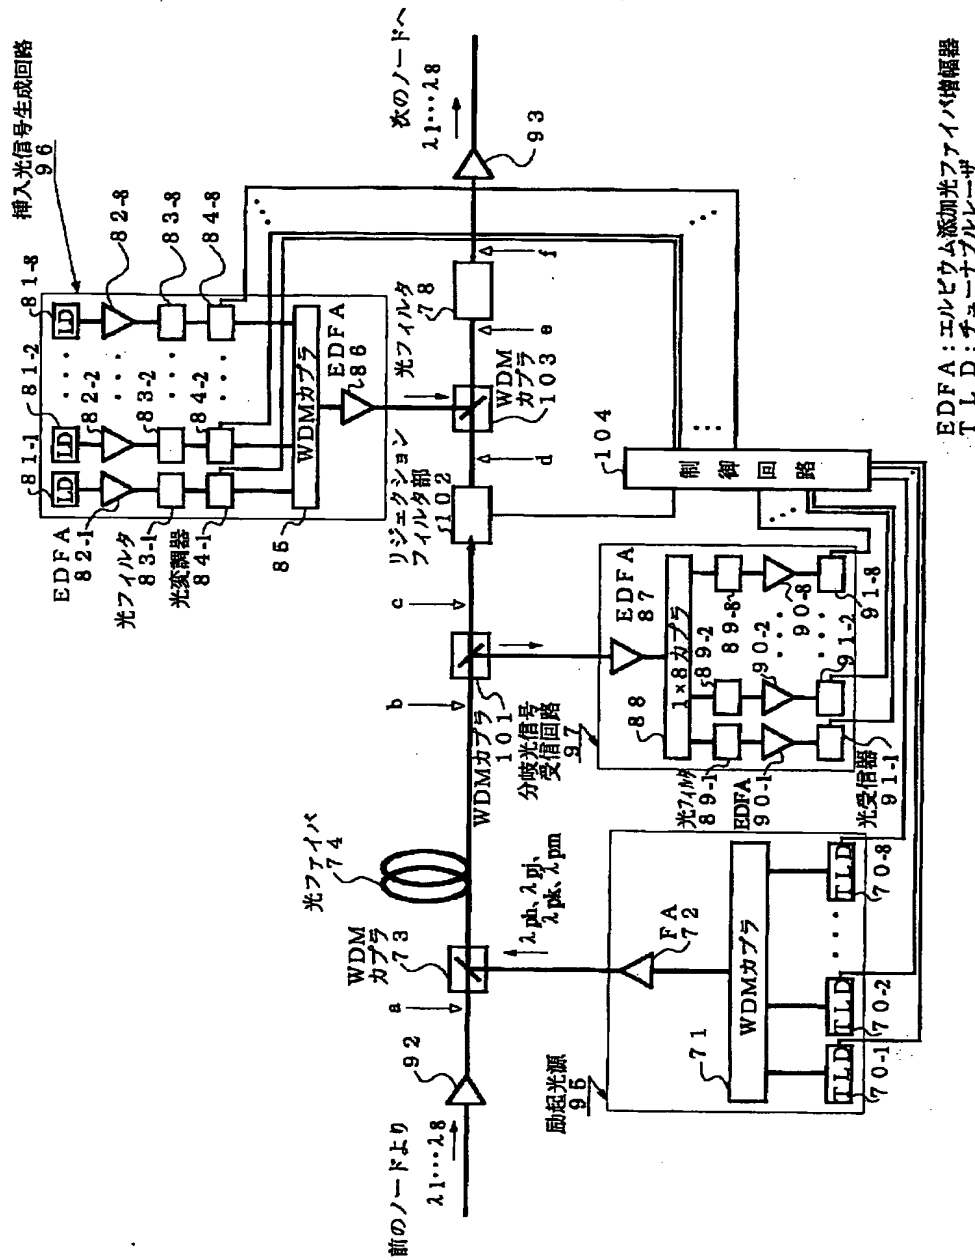 挿入光信号生成回路
96
81-1
81-2
81-8
LD
LD
LD
EDFA
82-1
82-2
82-8
光フィルタ
83-1
83-2
83-8
光変調器
84-1
84-2
84-8
WDMカプラ
85
EDFA
86
前のノードより
λ1…λ8
92
a
WDM
カプラ
73
光ファイバ
74
b
WDMカプラ
101
c
リジェクション
フィルタ部
102
d
WDM
カプラ
103
e
光フィルタ
78
f
93
次のノードへ
λ1…λ8
λph、λpj、
λpk、λpm
FA
72
励起光源
95
71
WDMカプラ
TLD
TLD
TLD
70-1
70-2
70-8
分岐光信号
受信回路
97
EDFA
87
88
1×8カプラ
光フィルタ
89-1
89-2
89-8
EDFA
90-1
90-2
90-8
光受信器
91-1
91-2
91-8
104
制御回路
EDFA:エルビウム添加光ファイバ増幅器
TLD:チューナブルレーザ